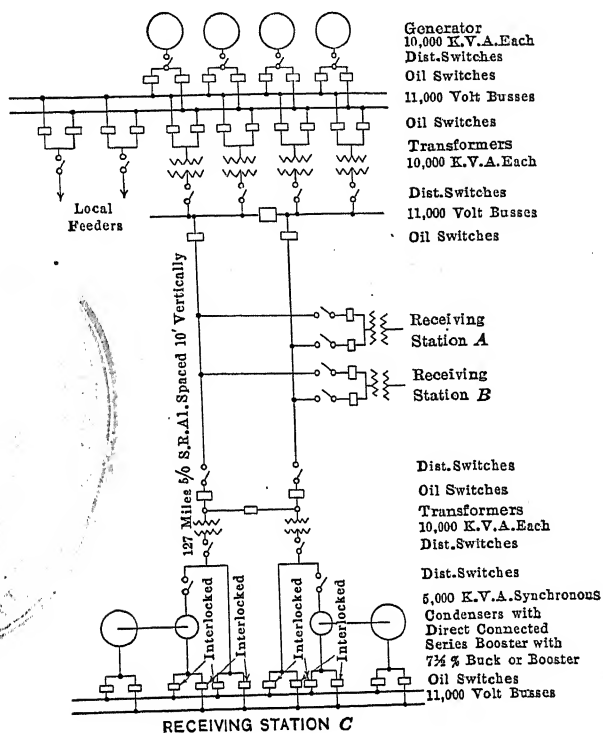 Generator
10,000 K.V.A. Each
Dist. Switches
Oil Switches
11,000 Volt Busses
Oil Switches
Transformers
10,000 K.V.A. Each
Dist. Switches
11,000 Volt Busses
Oil Switches
Local
Feeders
127 Miles 5/0 S.R.Al. Spaced 10' Vertically
Receiving
Station A
Receiving
Station B
Dist. Switches
Oil Switches
Transformers
10,000 K.V.A. Each
Dist. Switches
Dist. Switches
5,000 K.V.A. Synchronous
Condensers with
Direct Connected
Series Booster with
7½ % Buck or Booster
Oil Switches
11,000 Volt Busses
Interlocked
Interlocked
Interlocked
Interlocked
RECEIVING STATION C